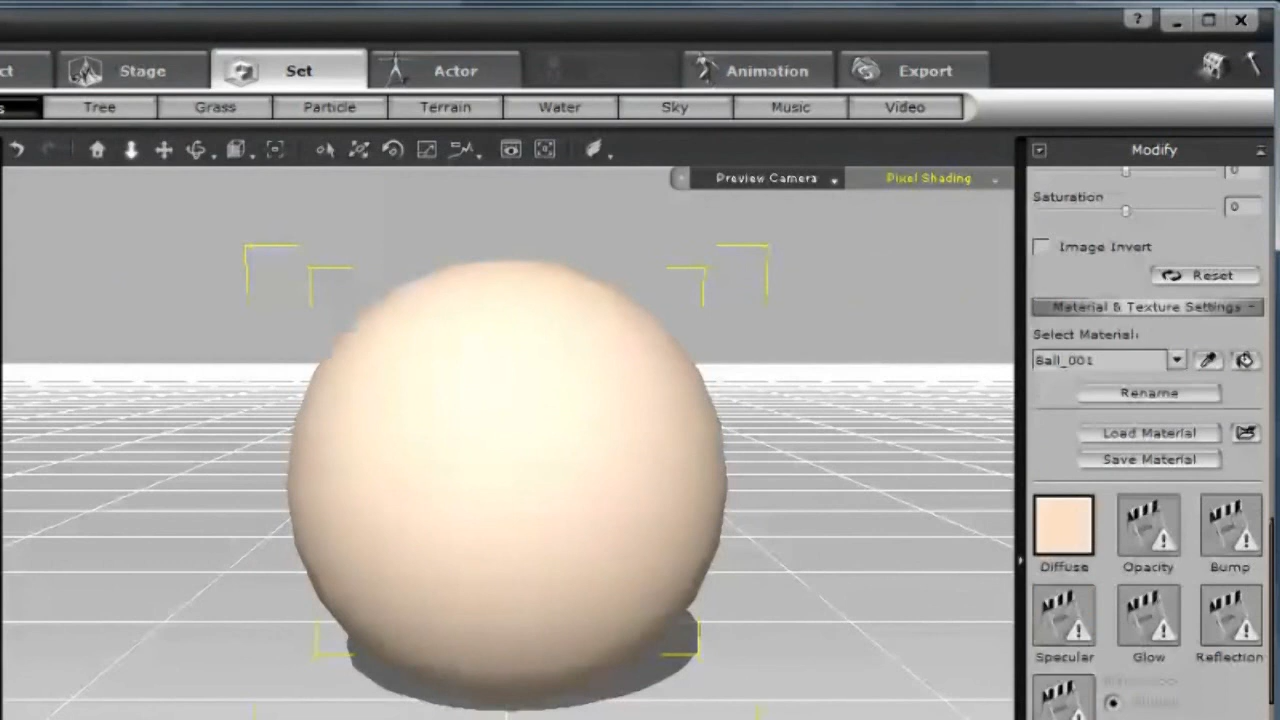 ?
ct Stage Set Actor Animation Export
s Tree Grass Particle Terrain Water Sky Music Video
Modify
Preview Camera Pixel Shading
0
Saturation
0
Image Invert
Reset
Material & Texture Settings
Select Material:
Ball_001
Rename
Load Material
Save Material
Diffuse Opacity Bump
Specular Glow Reflection